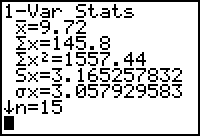 1-Var Stats
x̄=9.72
Σx=145.8
Σx²=1557.44
Sx=3.165257832
σx=3.057929583
↓n=15